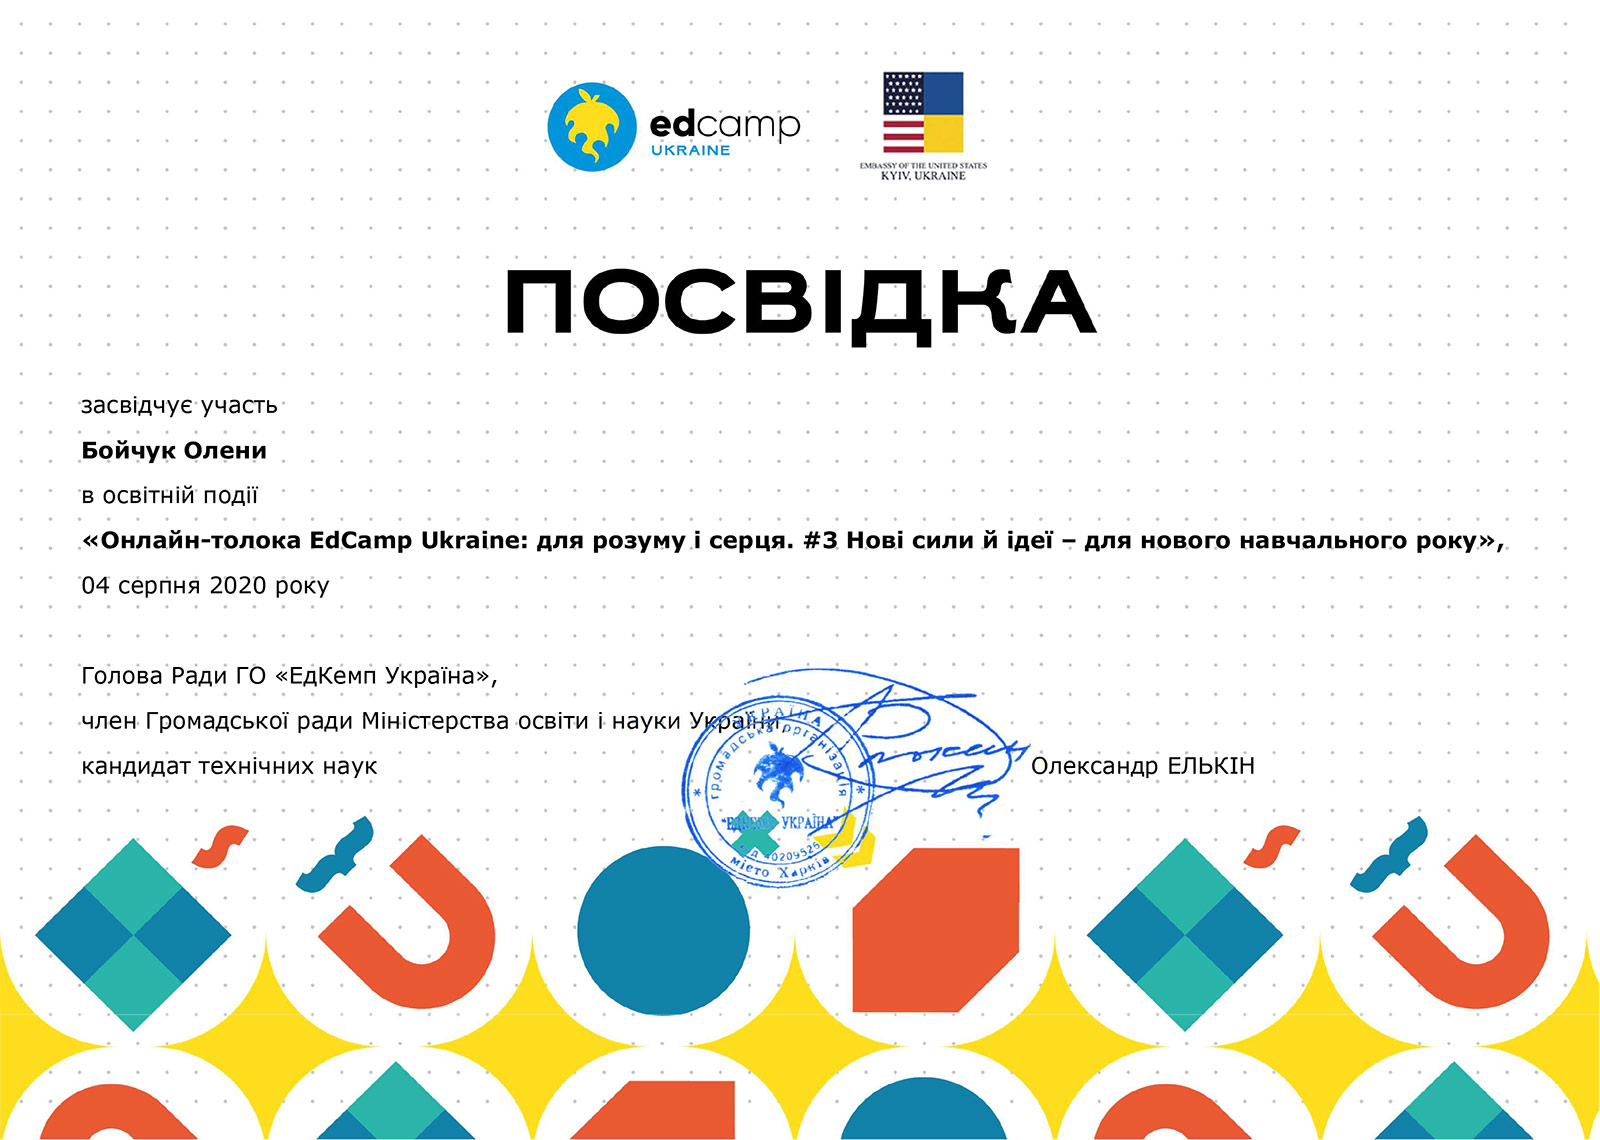 edcamp
UKRAINE
EMBASSY OF THE UNITED STATES
KYIV, UKRAINE
ПОСВІДКА
засвідчує участь
Бойчук Олени
в освітній події
«Онлайн-толока EdCamp Ukraine: для розуму і серця. #3 Нові сили й ідеї – для нового навчального року»,
04 серпня 2020 року
Голова Ради ГО «ЕдКемп Україна»,
член Громадської ради Міністерства освіти і науки України,
кандидат технічних наук
Олександр ЕЛЬКІН
УКРАЇНА
громадська організація
"ЕДКЕМП УКРАЇНА"
40209526
місто Харків